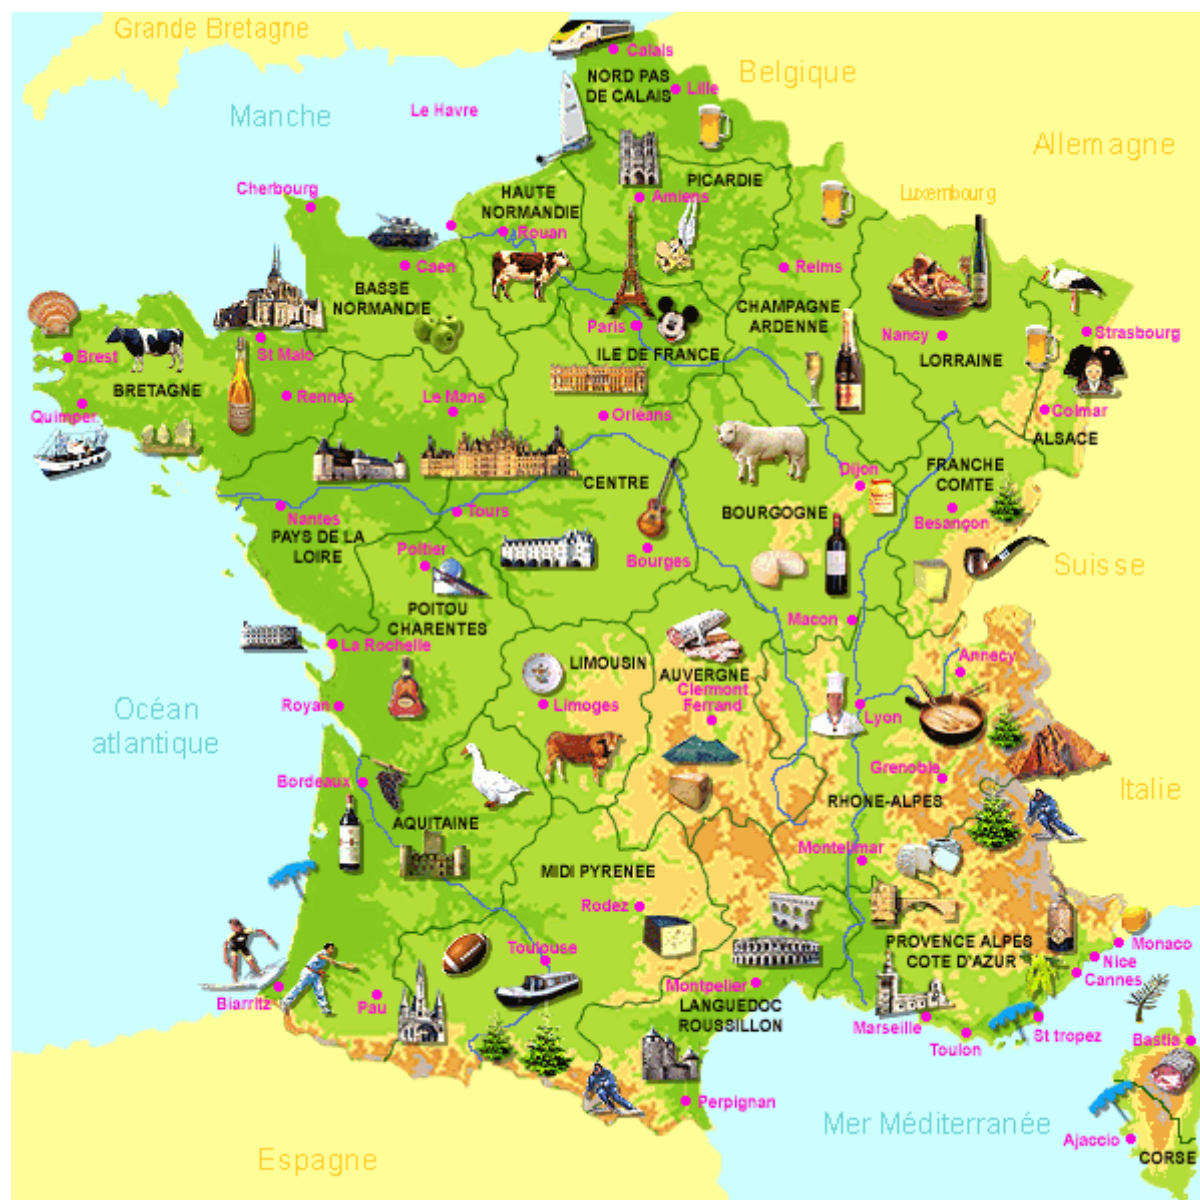 Grande Bretagne
Calais
NORD PAS
DE CALAIS
Lille
Belgique
Manche
Le Havre
Allemagne
Cherbourg
HAUTE
NORMANDIE
PICARDIE
Amiens
Luxembourg
Rouan
Caen
Reims
BASSE
NORMANDIE
CHAMPAGNE
ARDENNE
Paris
ILE DE FRANCE
Nancy
LORRAINE
Strasbourg
Brest
St Malo
BRETAGNE
Rennes
Le Mans
Quimper
Orléans
Colmar
ALSACE
Dijon
FRANCHE
COMTE
CENTRE
BOURGOGNE
Besançon
Nantes
Tours
PAYS DE LA
LOIRE
Poitier
Bourges
Suisse
POITOU
CHARENTES
Macon
La Rochelle
LIMOUSIN
AUVERGNE
Clermont
Ferrand
Annecy
Royan
Limoges
Lyon
Océan
atlantique
Bordeaux
Grenoble
Italie
RHONE-ALPES
AQUITAINE
Montelimar
MIDI PYRENEE
Rodez
PROVENCE ALPES
COTE D'AZUR
Monaco
Nice
Cannes
Toulouse
Biarritz
Pau
Montpelier
LANGUEDOC
ROUSSILLON
Marseille
Toulon
St tropez
Bastia
Perpignan
Mer Méditerranée
Ajaccio
CORSE
Espagne